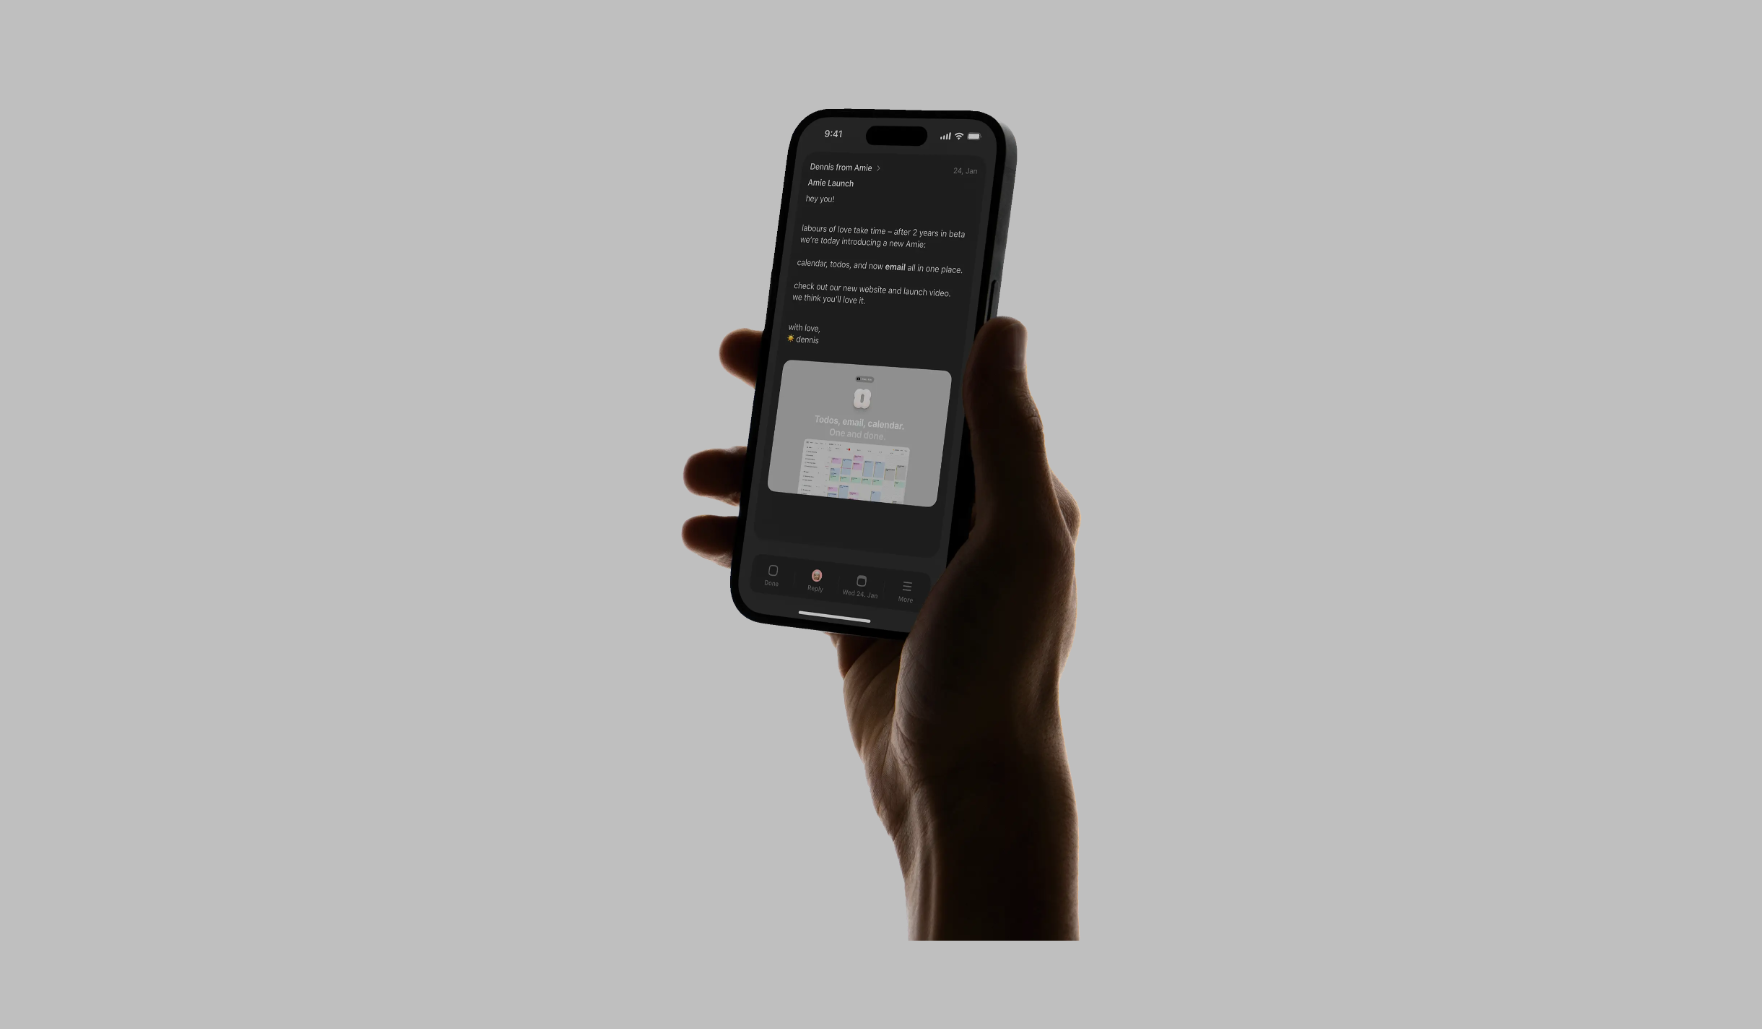 9:41
Dennis from Amie
24, Jan
Amie Launch
hey you!
labours of love take time – after 2 years in beta
we're today introducing a new Amie:
calendar, todos, and now email all in one place.
check out our new website and launch video.
we think you'll love it.
with love,
☀️ dennis
Todos, email, calendar.
One and done.
Done
Reply
Wed 24, Jan
More